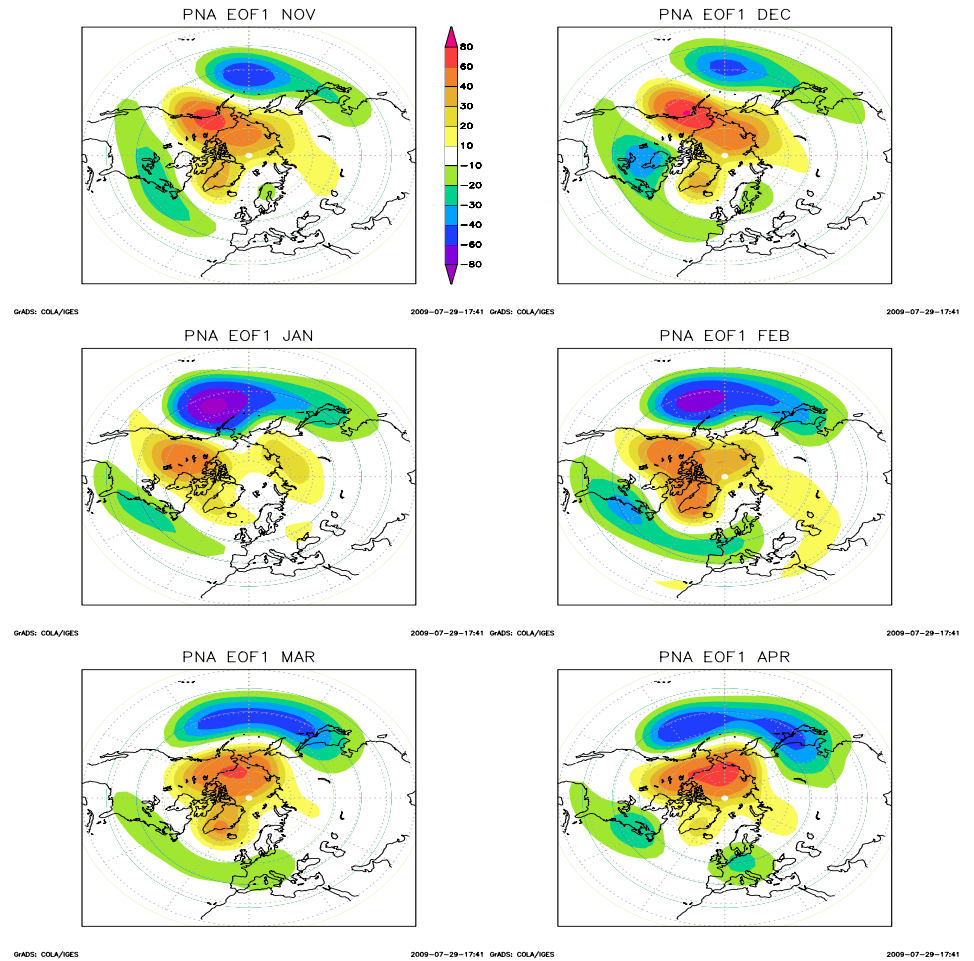 PNA EOF1 NOV
PNA EOF1 DEC
80
60
40
30
20
10
-10
-20
-30
-40
-60
-80
GrADS: COLA/IGES
2009-07-29-17:41
GrADS: COLA/IGES
2009-07-29-17:41
PNA EOF1 JAN
PNA EOF1 FEB
GrADS: COLA/IGES
2009-07-29-17:41
GrADS: COLA/IGES
2009-07-29-17:41
PNA EOF1 MAR
PNA EOF1 APR
GrADS: COLA/IGES
2009-07-29-17:41
GrADS: COLA/IGES
2009-07-29-17:41